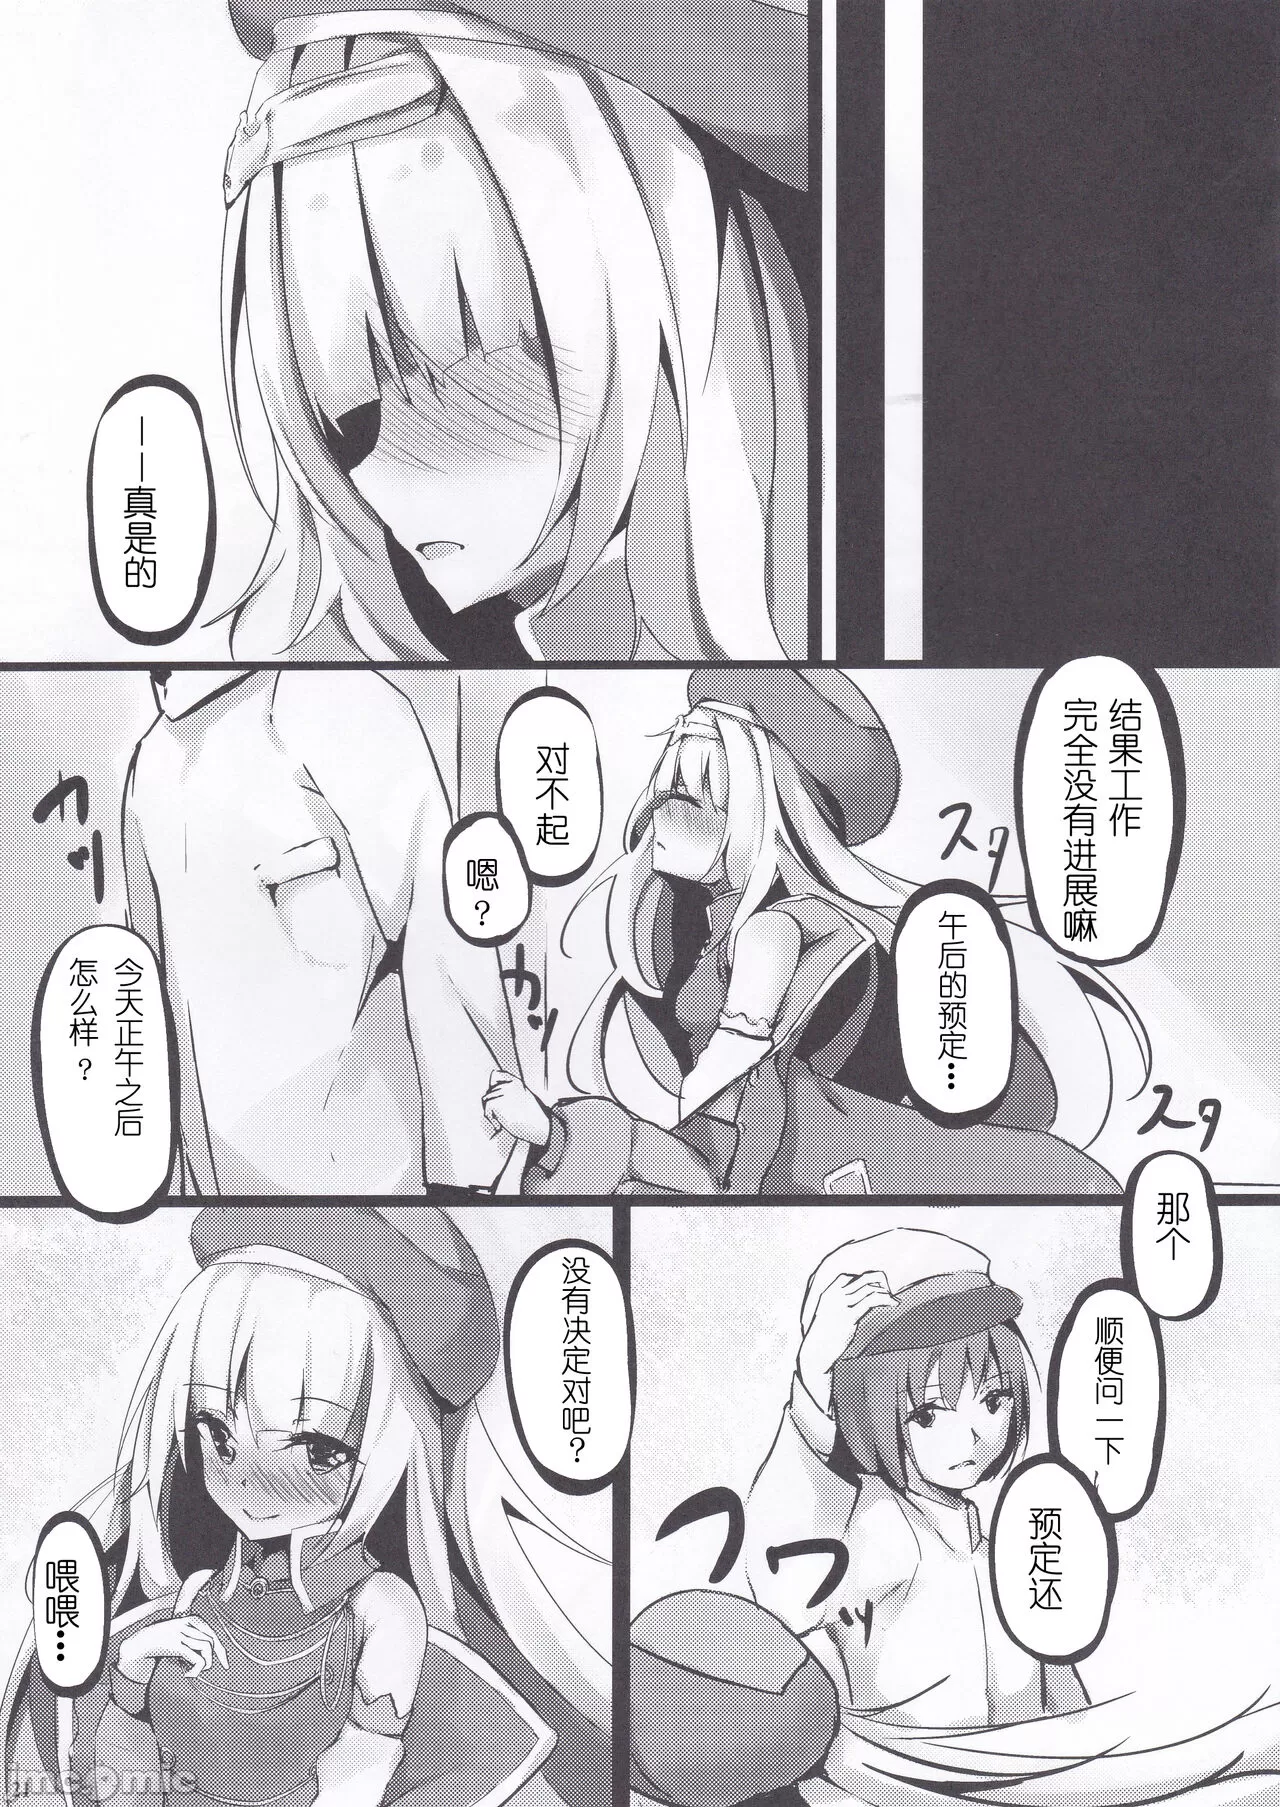 ——真是的
结果工作
完全没有进展嘛
午后的预定…
スタ
スタ
对不起
嗯？
カッ
カッ
今天正午之后
怎么样？
那个
顺便问一下
预定还
フワッ
没有决定对吧？
喂喂…